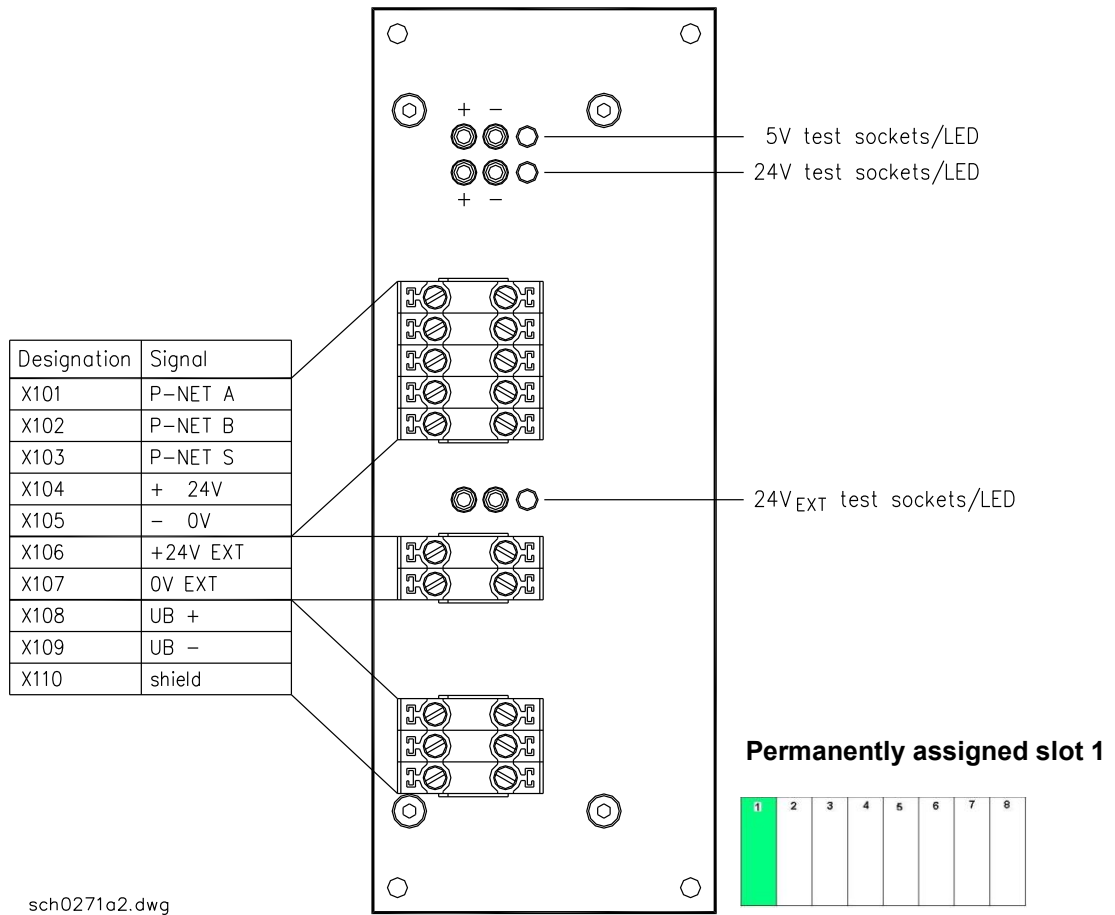 + −
5V test sockets/LED
24V test sockets/LED
+ −
Designation Signal
X101 P−NET A
X102 P−NET B
X103 P−NET S
X104 + 24V
X105 − 0V
X106 +24V EXT
X107 0V EXT
X108 UB +
X109 UB −
X110 shield
24V_EXT test sockets/LED
Permanently assigned slot 1
1 2 3 4 5 6 7 8
sch0271a2.dwg